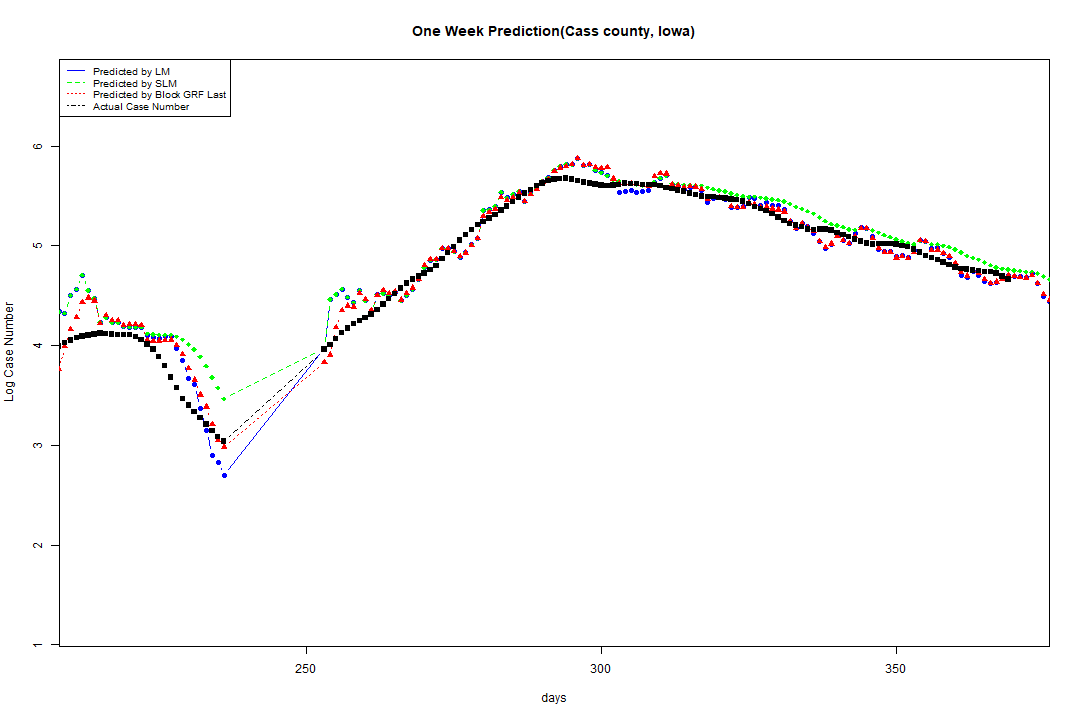 One Week Prediction(Cass county, Iowa)
Predicted by LM
Predicted by SLM
Predicted by Block GRF Last
Actual Case Number
6
5
4
3
2
1
Log Case Number
250 300 350
days